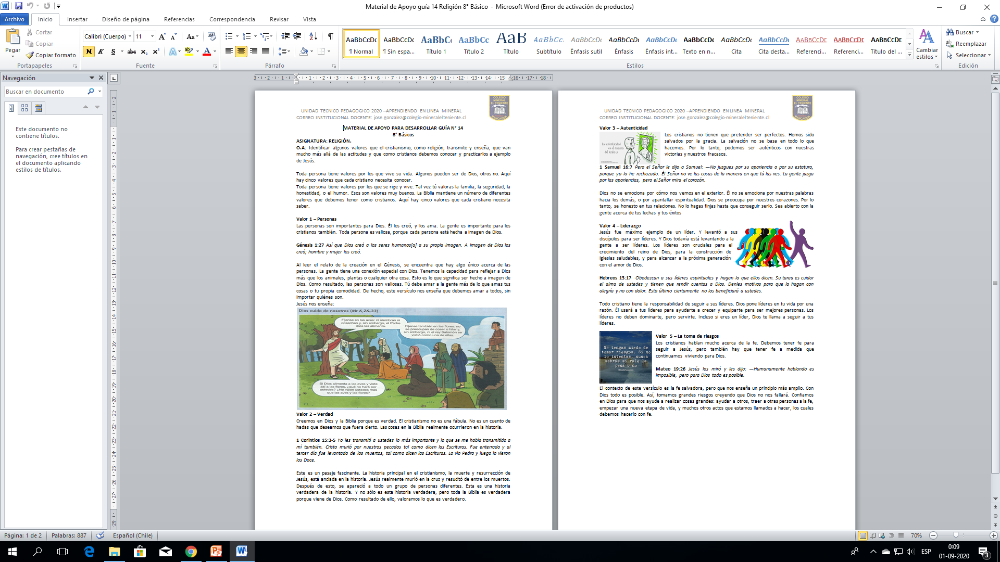 Material de Apoyo guía 14 Religión 8° Básico - Microsoft Word (Error de activación de productos)
Archivo Inicio Insertar Diseño de página Referencias Correspondencia Revisar Vista
Pegar
Cortar
Copiar
Copiar formato
Portapapeles
Calibri (Cuerpo) 11
N K S abc x₂ x² A
Fuente
Párrafo
AaBbCcDc AaBbCcDc AaBbC AaBbCc AaB AaBbCc. AaBbCcDc AaBbCcDc AaBbCcDc AaBbCcDc AaBbCcDc AaBbCcDc AABBCCDE AABBCCDE AABBCCDE
¶ Normal ¶ Sin espa... Título 1 Título 2 Título Subtítulo Énfasis sutil Énfasis Énfasis int... Texto en n... Cita Cita desta... Referenci... Referenci... Título del ...
Estilos
Cambiar estilos
Buscar
Reemplazar
Seleccionar
Edición
Navegación
Buscar en documento
Este documento no
contiene títulos.
Para crear pestañas de
navegación, cree títulos en
el documento aplicando
estilos de títulos.
UNIDAD TECNICO PEDAGOGICO 2020 –APRENDIENDO EN LINEA MINERAL
CORREO INSTITUCIONAL DOCENTE: jose.gonzalez@colegio-mineralelteniente.cl
COLEGIO
MINERAL
EL TENIENTE
RANCAGUA
MATERIAL DE APOYO PARA DESARROLLAR GUÍA N° 14
8° Básicos
ASIGNATURA: RELIGIÓN.
O.A: Identificar algunos valores que el cristianismo, como religión, transmite y enseña, que van
mucho más allá de las actitudes y que como cristianos debemos conocer y practicarlos a ejemplo
de Jesús.
Toda persona tiene valores por los que vive su vida. Algunos pueden ser de Dios, otros no. Aquí
hay cinco valores que cada cristiano necesita conocer.
Toda persona tiene valores por los que se rige y vive. Tal vez tú valoras la familia, la seguridad, la
honestidad, o el humor. Esos son valores muy buenos. La Biblia mantiene un número de diferentes
valores que debemos tener como cristianos. Aquí hay cinco valores que cada cristiano necesita
saber.
Valor 1 – Personas
Las personas son importantes para Dios. Él los creó, y los ama. La gente es importante para los
cristianos también. Toda persona es valiosa, porque cada persona está hecha a imagen de Dios.
Génesis 1:27 Así que Dios creó a los seres humanos[a] a su propia imagen. A imagen de Dios los
creó; hombre y mujer los creó.
Al leer el relato de la creación en el Génesis, se encuentra que hay algo único acerca de las
personas. La gente tiene una conexión especial con Dios. Tenemos la capacidad para reflejar a Dios
más que los animales, plantas o cualquier otra cosa. Esto es lo que significa ser hecho a imagen de
Dios. Como resultado, las personas son valiosas. Tú debe amar a la gente más de lo que amas tus
cosas o tu propia comodidad. De hecho, este versículo nos enseña que debemos amar a todos, sin
importar quiénes son.
Jesús nos enseña:
Dios cuida de nosotros (Mt 6,26-33)
Fíjense en las aves: ni siembran ni
cosechan y, sin embargo, el Padre
Dios las alimenta.
Fíjense también en las flores: no
se preocupan de coser o hilar y,
sin embargo, ni el rey Salomón se
vistió como una de ellas.
Si Dios alimenta a las aves y viste
así a las flores, ¿qué no hará por
ustedes? ¿No valen ustedes más
que las aves y las flores?
Valor 2 – Verdad
Creemos en Dios y la Biblia porque es verdad. El cristianismo no es una fábula. No es un cuento de
hadas que deseamos que fuera cierto. Las cosas en la Biblia realmente ocurrieron en la historia.
1 Corintios 15:3-5 Yo les transmití a ustedes lo más importante y lo que se me había transmitido a
mí también. Cristo murió por nuestros pecados tal como dicen las Escrituras. Fue enterrado y al
tercer día fue levantado de los muertos, tal como dicen las Escrituras. Lo vio Pedro y luego lo vieron
los Doce.
Este es un pasaje fascinante. La historia principal en el cristianismo, la muerte y resurrección de
Jesús, está anclada en la historia. Jesús realmente murió en la cruz y resucitó de entre los muertos.
Después de esto, se apareció a todo un grupo de personas diferentes. Esta es una historia
verdadera de la historia. Y no sólo es esta historia verdadera, pero toda la Biblia es verdadera
porque viene de Dios. Como resultado de ello, valoramos lo que es verdadero.
UNIDAD TECNICO PEDAGOGICO 2020 –APRENDIENDO EN LINEA MINERAL
CORREO INSTITUCIONAL DOCENTE: jose.gonzalez@colegio-mineralelteniente.cl
COLEGIO
MINERAL
EL TENIENTE
RANCAGUA
Valor 3 – Autenticidad
La autenticidad
es el camino
del éxito ;)
Los cristianos no tienen que pretender ser perfectos. Hemos sido
salvados por la gracia. La salvación no se basa en todo lo que
hacemos. Por lo tanto, podemos ser auténticos con nuestras
victorias y nuestros fracasos.
1 Samuel 16:7 Pero el Señor le dijo a Samuel: —No juzgues por su apariencia o por su estatura,
porque yo lo he rechazado. Él Señor no ve las cosas de la manera en que tú las ves. La gente juzga
por las apariencias, pero el Señor mira el corazón.
Dios no se emociona por cómo nos vemos en el exterior. Él no se emociona por nuestras palabras
hacia los demás, o por apantallar espiritualidad. Dios se preocupa por nuestros corazones. Por lo
tanto, se honesto en tus relaciones. No lo hagas finjas hasta que conseguir serlo. Sea abierto con la
gente acerca de tus luchas y tus éxitos
Valor 4 – Liderazgo
Jesús fue máximo ejemplo de un líder. Y levantó a sus
discípulos para ser líderes. Y Dios todavía está levantando a la
gente a ser líderes. Los líderes son cruciales para el
crecimiento del reino de Dios, para la construcción de
iglesias saludables, y para alcanzar a la próxima generación
con el amor de Dios.
Hebreos 13:17 Obedezcan a sus líderes espirituales y hagan lo que ellos dicen. Su tarea es cuidar
el alma de ustedes y tienen que rendir cuentas a Dios. Denles motivos para que la hagan con
alegría y no con dolor. Esto último ciertamente no los beneficiará a ustedes.
Todo cristiano tiene la responsabilidad de seguir a sus líderes. Dios pone líderes en tu vida por una
razón. Él usará a tus líderes para ayudarte a crecer y equiparte para ser mejores personas. Los
líderes no deben dominarte, pero servirte. Incluso si eres un líder, Dios te llama a seguir a tus
líderes.
No tengas miedo de
tomar riesgos. Si no
lo intentas, nunca
sabrás si vale la
pena o no
Valor 5 – La toma de riesgos
Los cristianos hablan mucho acerca de la fe. Debemos tener fe para
seguir a Jesús, pero también hay que tener fe a medida que
continuamos viviendo para Dios.
Mateo 19:26 Jesús los miró y les dijo: —Humanamente hablando es
imposible, pero para Dios todo es posible.
El contexto de este versículo es la fe salvadora, pero que nos enseña un principio más amplio. Con
Dios todo es posible. Así, tomamos grandes riesgos creyendo que Dios no nos fallará. Confiamos
en Dios para que nos ayude a realizar cosas grandes: ayudar a otros, traer a otras personas a la fe,
empezar una nueva etapa de vida, y muchos otros actos que estamos llamados a hacer, los cuales
debemos hacerlo con fe.
Página: 1 de 2 Palabras: 887 Español (Chile) 70%
ESP
0:09
01-09-2020
3